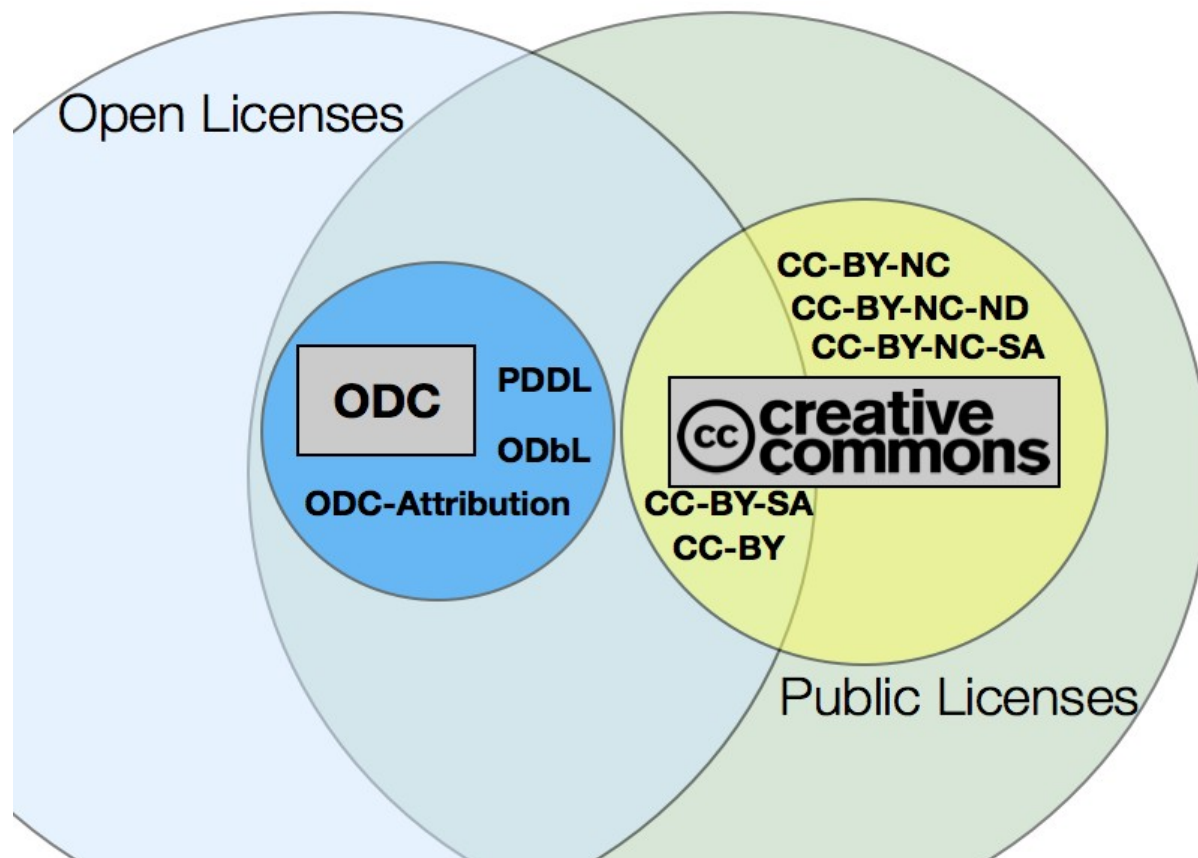 Open Licenses
ODC
PDDL
ODbL
ODC-Attribution
CC-BY-NC
CC-BY-NC-ND
CC-BY-NC-SA
cc creative
commons
CC-BY-SA
CC-BY
Public Licenses